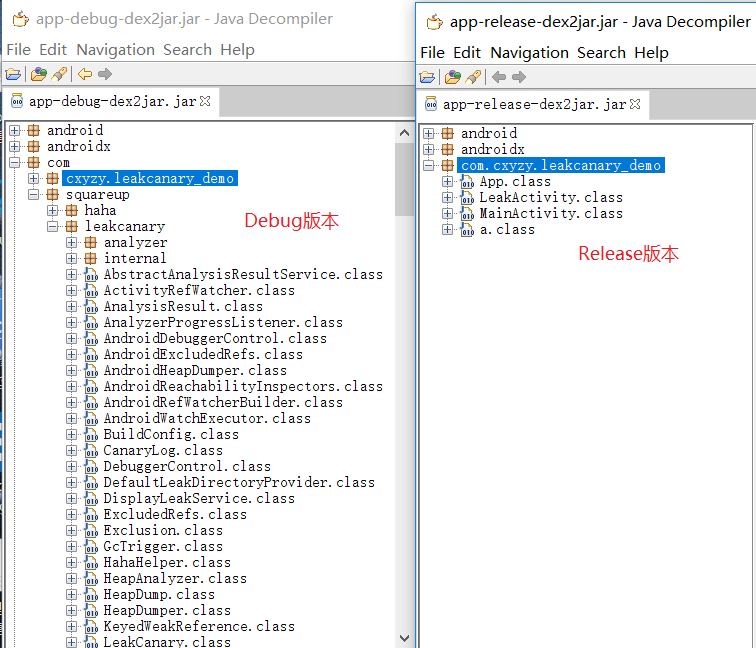 app-debug-dex2jar.jar - Java Decompiler
File Edit Navigation Search Help
app-debug-dex2jar.jar
android
androidx
com
cxyzy.leakcanary_demo
squareup
haha
leakcanary
analyzer
internal
AbstractAnalysisResultService.class
ActivityRefWatcher.class
AnalysisResult.class
AnalyzerProgressListener.class
AndroidDebuggerControl.class
AndroidExcludedRefs.class
AndroidHeapDumper.class
AndroidReachabilityInspectors.class
AndroidRefWatcherBuilder.class
AndroidWatchExecutor.class
BuildConfig.class
CanaryLog.class
DebuggerControl.class
DefaultLeakDirectoryProvider.class
DisplayLeakService.class
ExcludedRefs.class
Exclusion.class
GcTrigger.class
HahaHelper.class
HeapAnalyzer.class
HeapDump.class
HeapDumper.class
KeyedWeakReference.class
LeakCanary.class
Debug版本
app-release-dex2jar.jar - Java Decompiler
File Edit Navigation Search Help
app-release-dex2jar.jar
android
androidx
com.cxyzy.leakcanary_demo
App.class
LeakActivity.class
MainActivity.class
a.class
Release版本